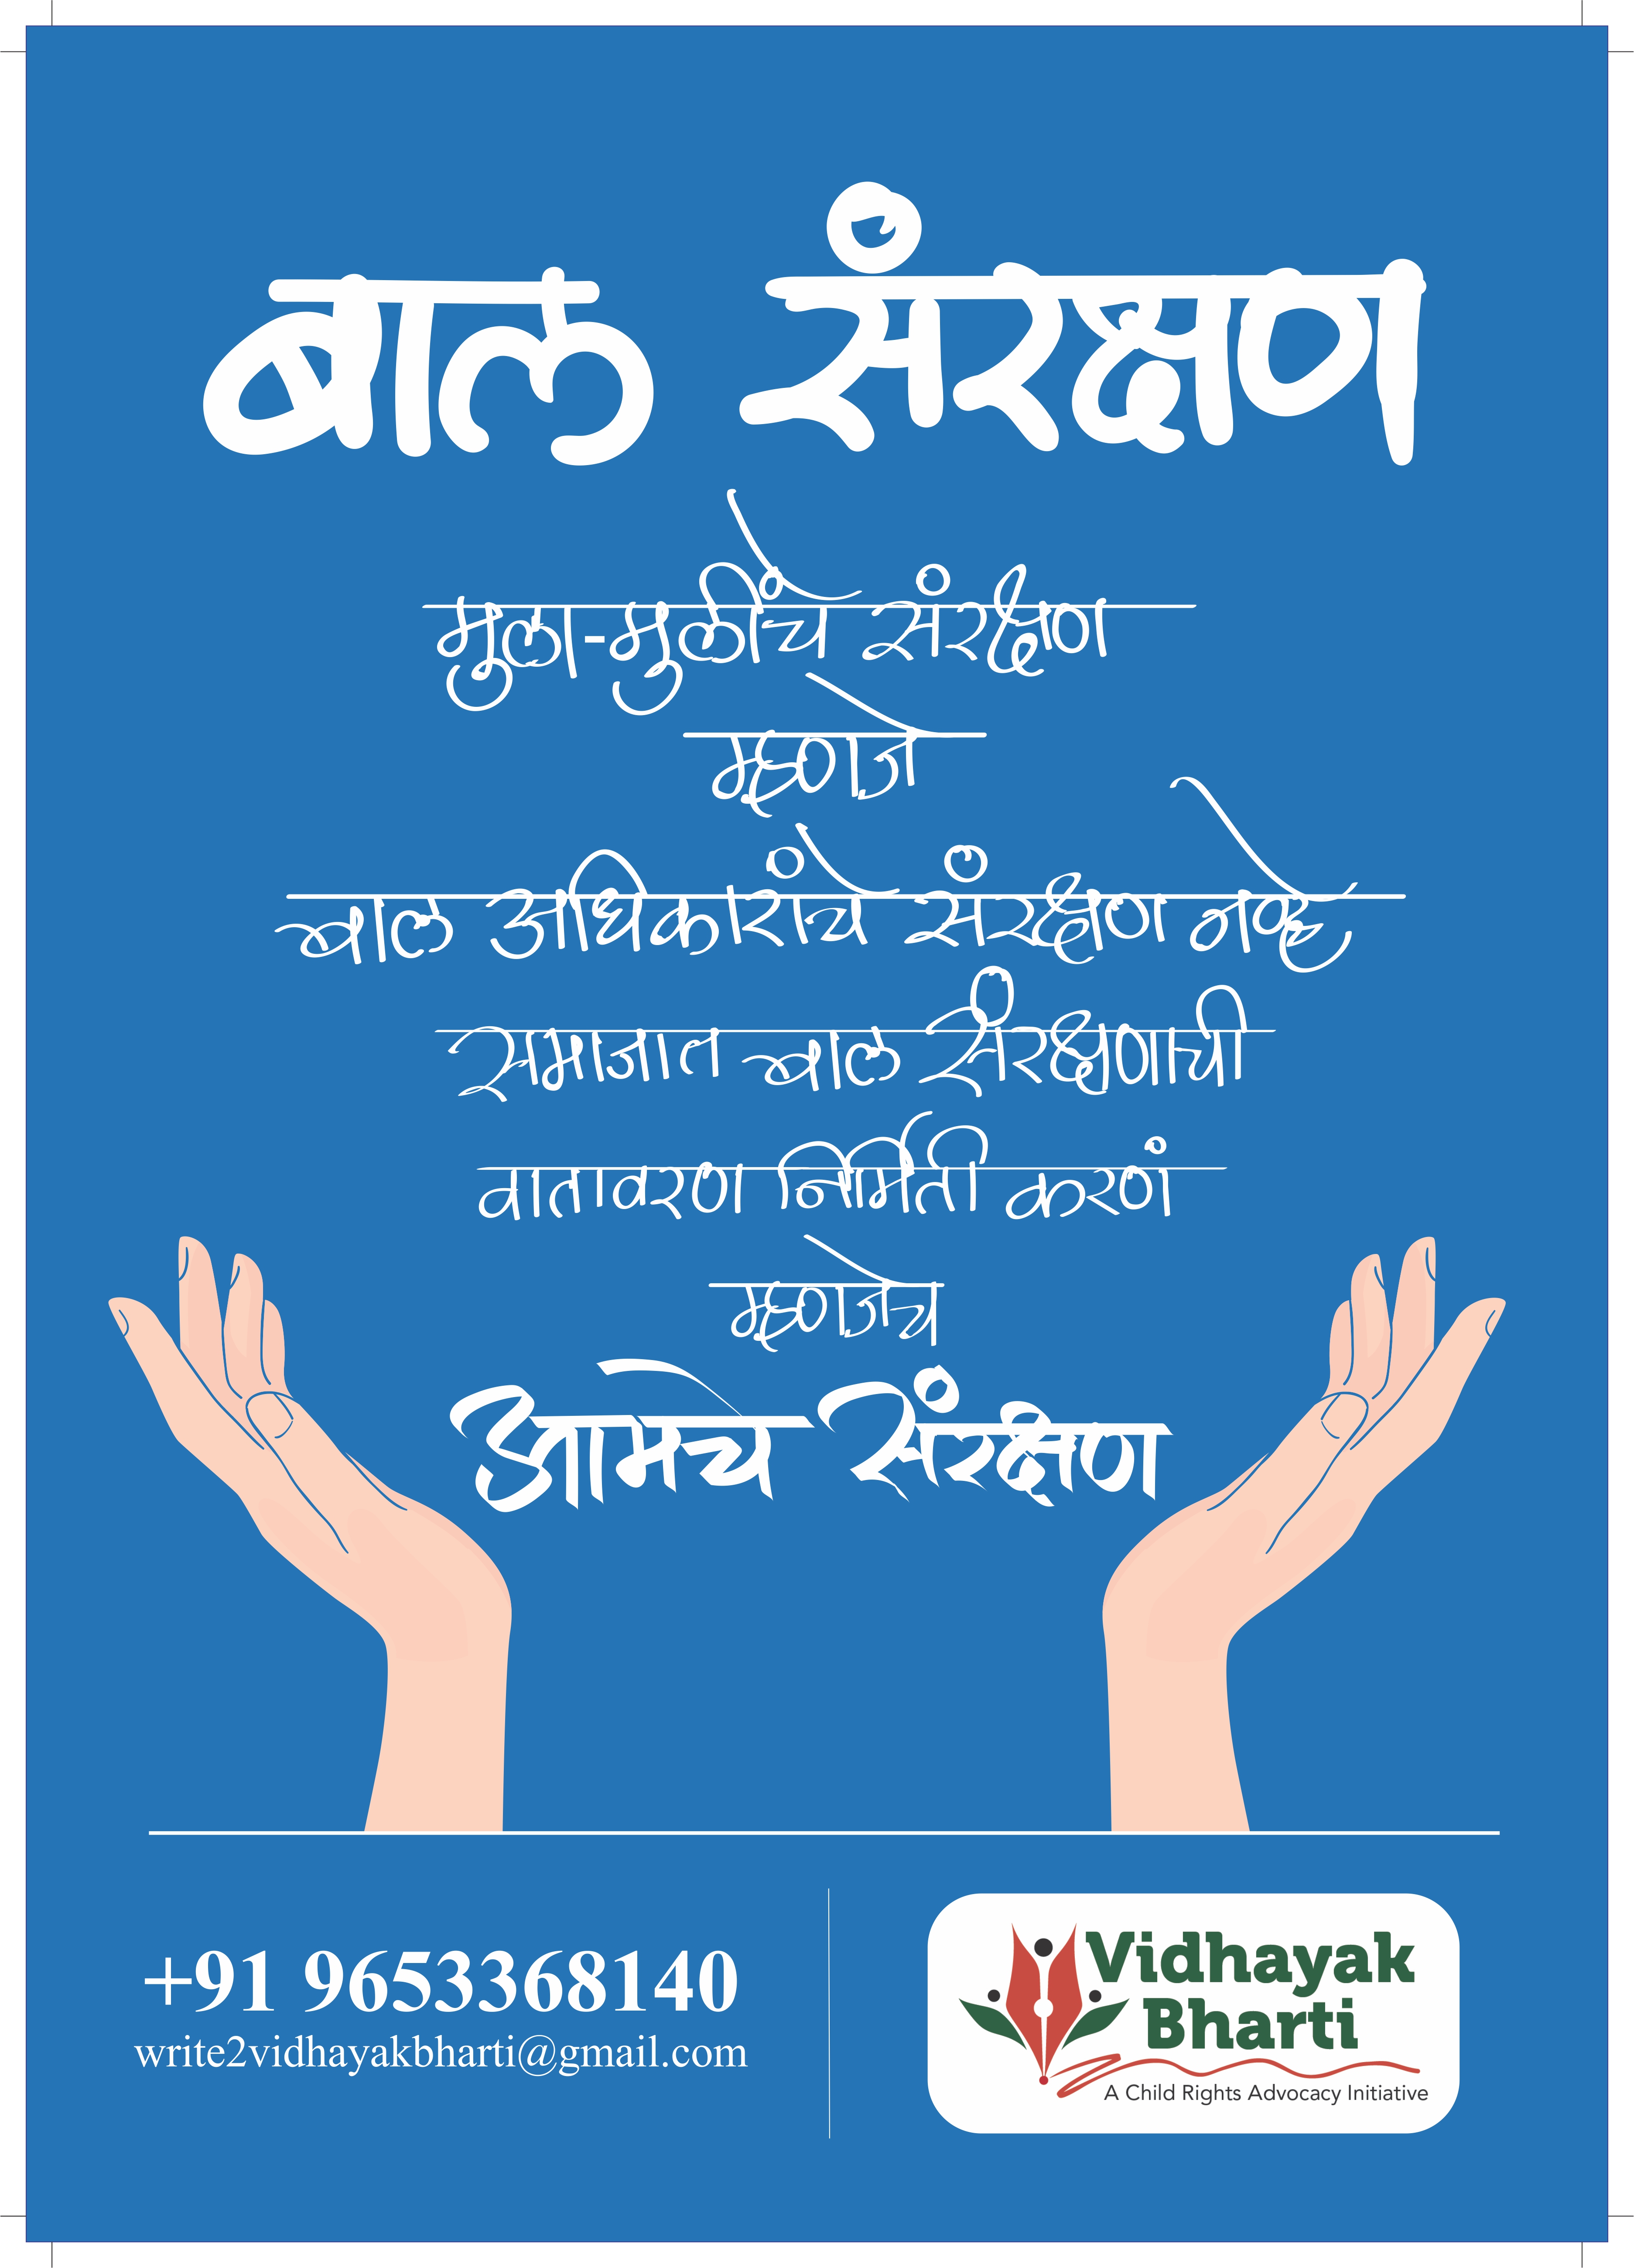 बाल संरक्षण
मुला-मुलींचे संरक्षण
म्हणजे
बाल अधिकारांचे संरक्षण नव्हे
समाजात बाल संरक्षणाची
वातावरण निर्मिती करणं
म्हणजेच
आमचे संरक्षण
+91 9653368140
write2vidhayakbharti@gmail.com
Vidhayak
Bharti
A Child Rights Advocacy Initiative